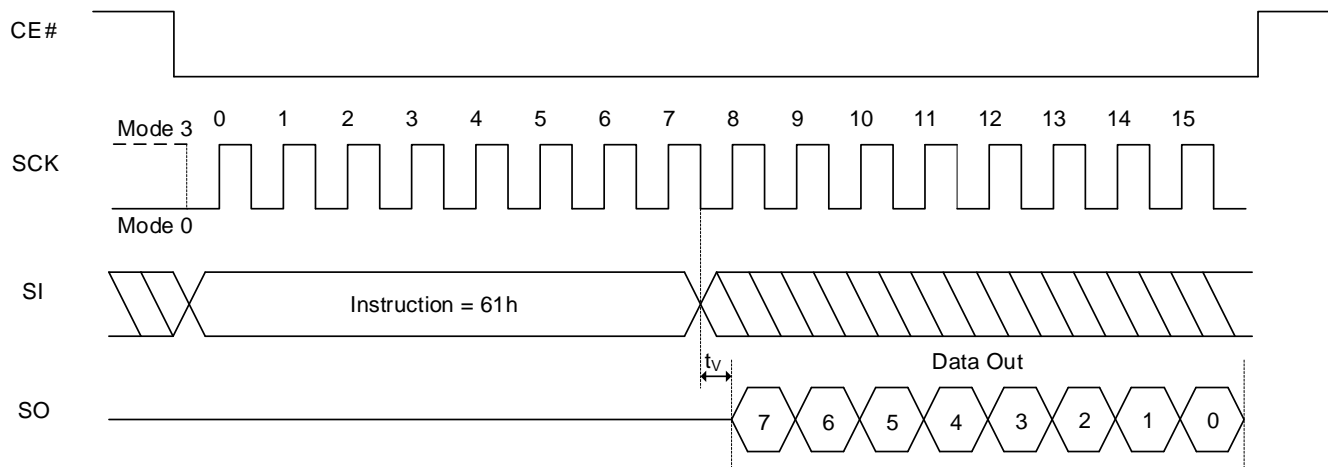 CE#
0 1 2 3 4 5 6 7 8 9 10 11 12 13 14 15
Mode 3
SCK
Mode 0
SI
Instruction = 61h
tV
Data Out
SO
7 6 5 4 3 2 1 0